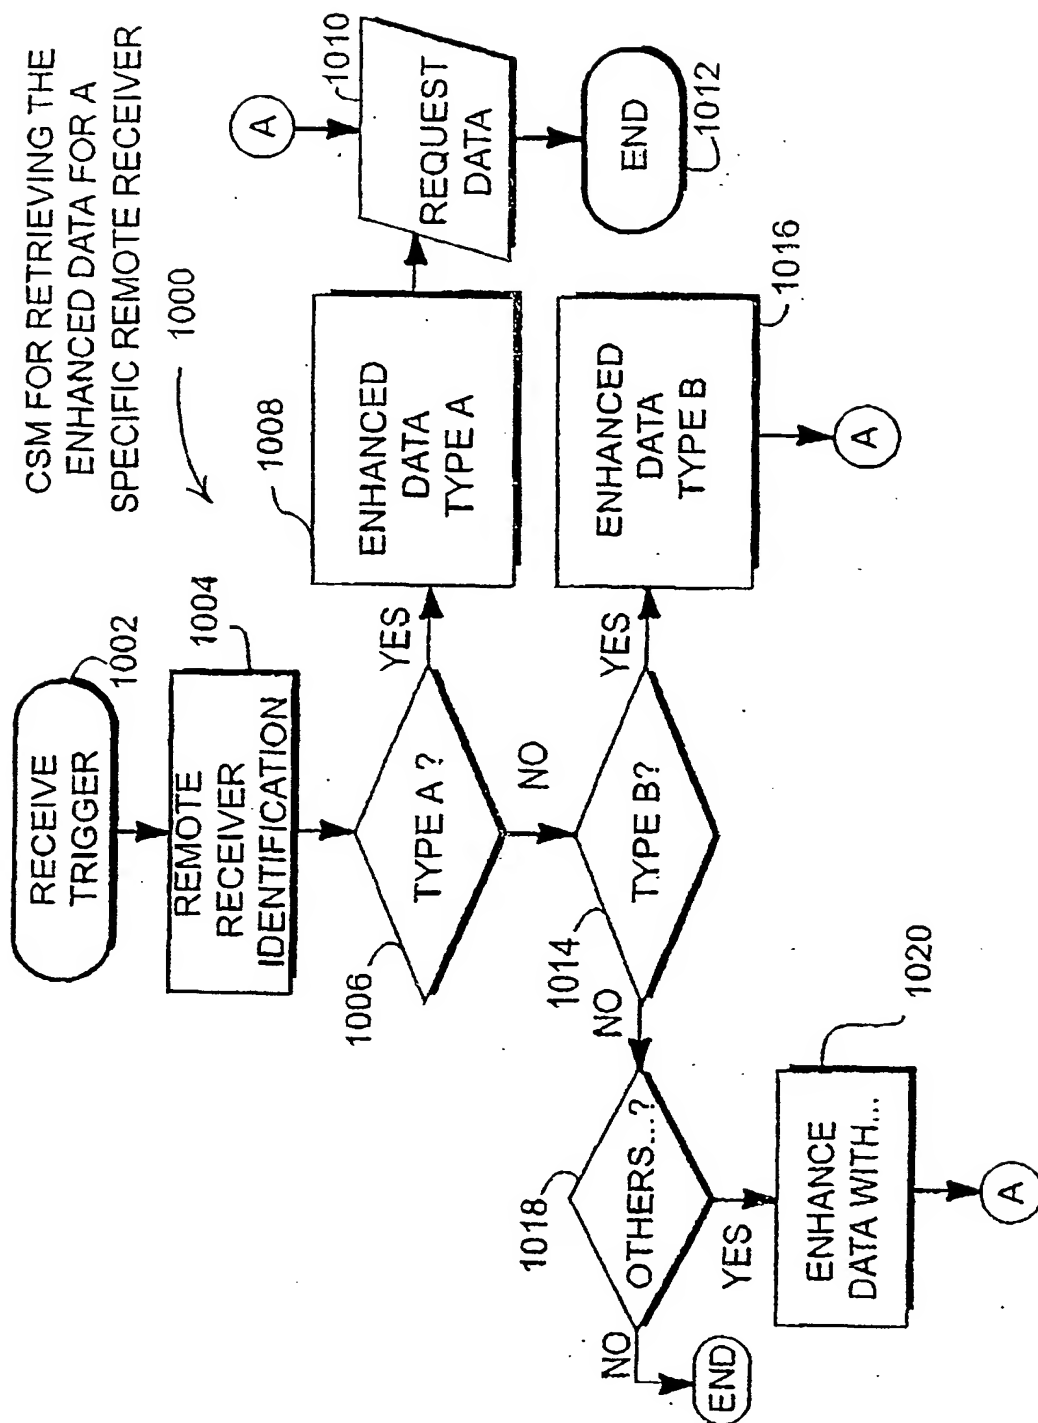 CSM FOR RETRIEVING THE
ENHANCED DATA FOR A
SPECIFIC REMOTE RECEIVER
1000
RECEIVE
TRIGGER
1002
REMOTE
RECEIVER
IDENTIFICATION
1004
TYPE A ?
1006
YES
NO
ENHANCED
DATA
TYPE A
1008
REQUEST
DATA
1010
A
END
1012
TYPE B?
1014
YES
NO
ENHANCED
DATA
TYPE B
1016
A
OTHERS...?
1018
YES
NO
END
ENHANCE
DATA WITH...
1020
A